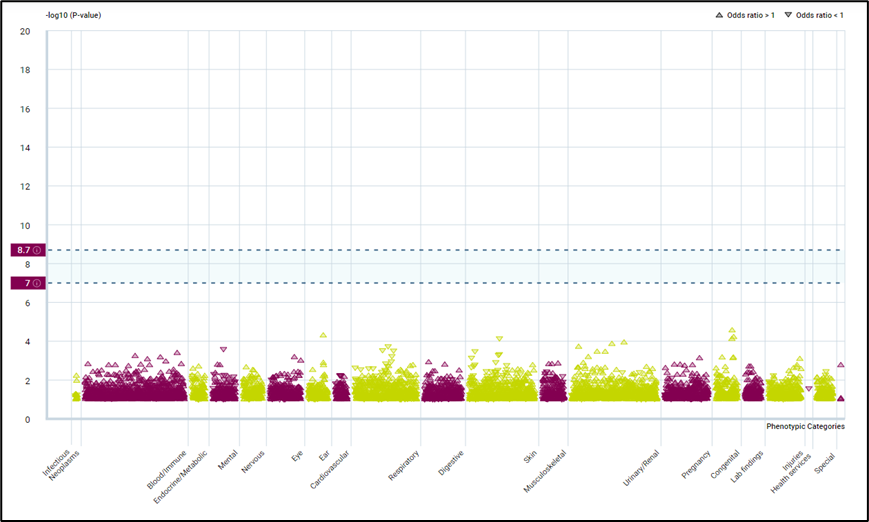 -log10 (P-value)
Odds ratio > 1
Odds ratio < 1
20
18
16
14
12
10
8.7
8
7
6
4
2
0
Phenotypic Categories
Infectious
Neoplasms
Blood/Immune
Endocrine/Metabolic
Mental
Nervous
Eye
Ear
Cardiovascular
Respiratory
Digestive
Skin
Musculoskeletal
Urinary/Renal
Pregnancy
Congenital
Lab findings
Injuries
Health services
Special